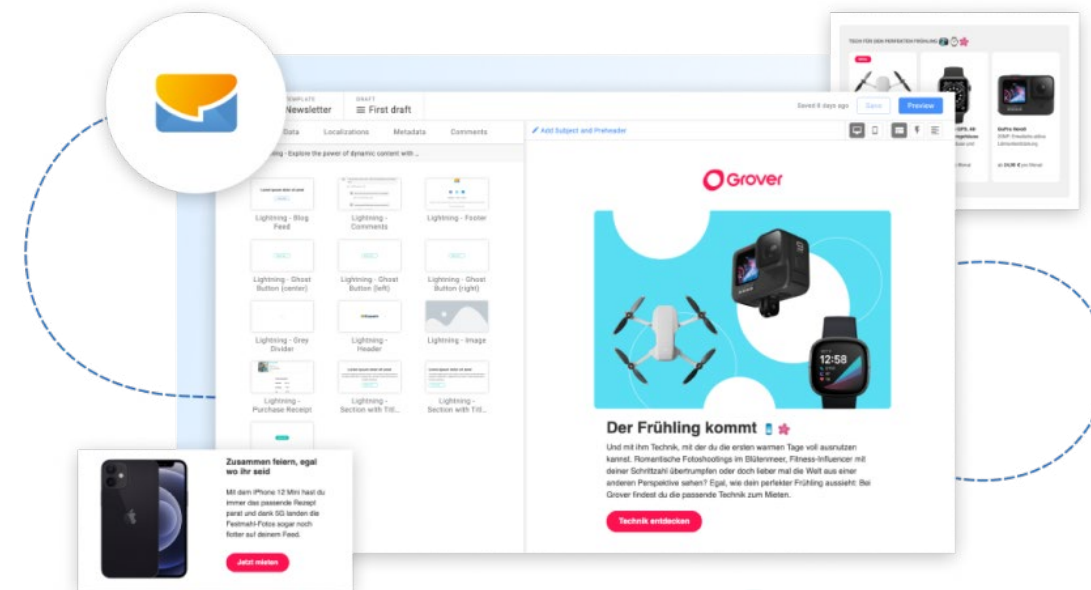 TECH FÜR DEN PERFEKTEN FRÜHLING
TEMPLATE
Newsletter
DRAFT
First draft
Saved 8 days ago
Save
Preview
Data
Localizations
Metadata
Comments
Add Subject and Preheader
- Explore the power of dynamic content with ...
Lightning - Blog
Feed
Lightning -
Comments
Lightning - Footer
Lightning - Ghost
Button (center)
Lightning - Ghost
Button (left)
Lightning - Ghost
Button (right)
Lightning - Grey
Divider
Lightning -
Header
Lightning - Image
Lightning -
Purchase Receipt
Lightning -
Section with Titl...
Lightning -
Section with Titl...
GPS, 40
GoPro Hero9
ab 24,90 € pro Monat
Grover
12:58
Der Frühling kommt
Und mit ihm Technik, mit der du die ersten warmen Tage voll ausnutzen
kannst. Romantische Fotoshootings im Blütenmeer, Fitness-Influencer mit
deiner Schrittzahl übertrumpfen oder doch lieber mal die Welt aus einer
anderen Perspektive sehen? Egal, wie dein perfekter Frühling aussieht: Bei
Grover findest du die passende Technik zum Mieten.
Technik entdecken
Zusammen feiern, egal
wo ihr seid
Mit dem iPhone 12 Mini hast du
immer das passende Rezept
parat und dank 5G landen die
Festmahl-Fotos sogar noch
flotter auf deinem Feed.
Jetzt mieten